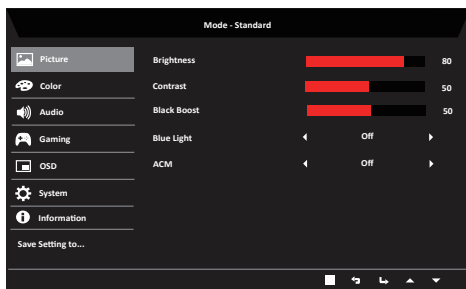 Mode - Standard
Picture
Brightness 80
Color
Contrast 50
Audio
Black Boost 50
Gaming
Blue Light Off
OSD
ACM Off
System
Information
Save Setting to...